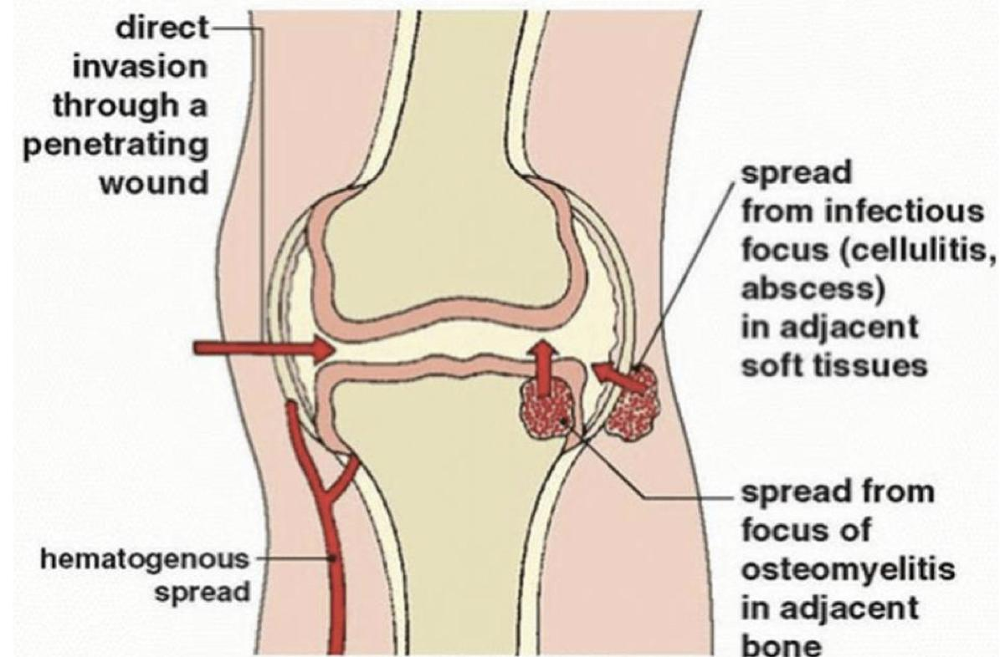 direct
invasion
through a
penetrating
wound
spread
from infectious
focus (cellulitis,
abscess)
in adjacent
soft tissues
hematogenous
spread
spread from
focus of
osteomyelitis
in adjacent
bone